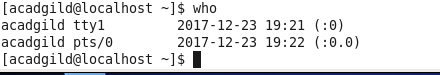 [acadgild@localhost ~]$ who
acadgild tty1         2017-12-23 19:21 (:0)
acadgild pts/0        2017-12-23 19:22 (:0.0)
[acadgild@localhost ~]$